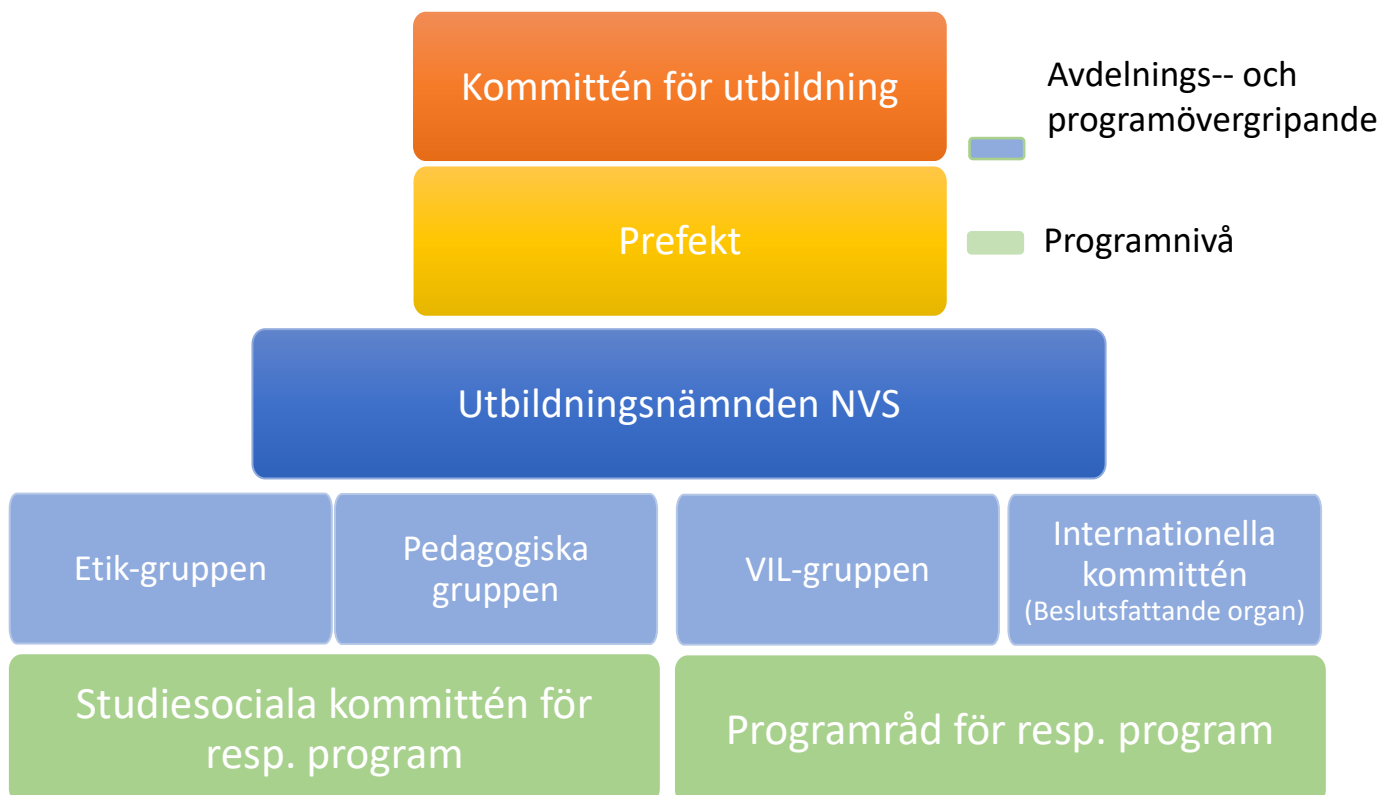 Kommittén för utbildning
Avdelnings-- och
programövergripande
Prefekt
Programnivå
Utbildningsnämnden NVS
Etik-gruppen
Pedagogiska
gruppen
VIL-gruppen
Internationella
kommittén
(Beslutsfattande organ)
Studiesociala kommittén för
resp. program
Programråd för resp. program